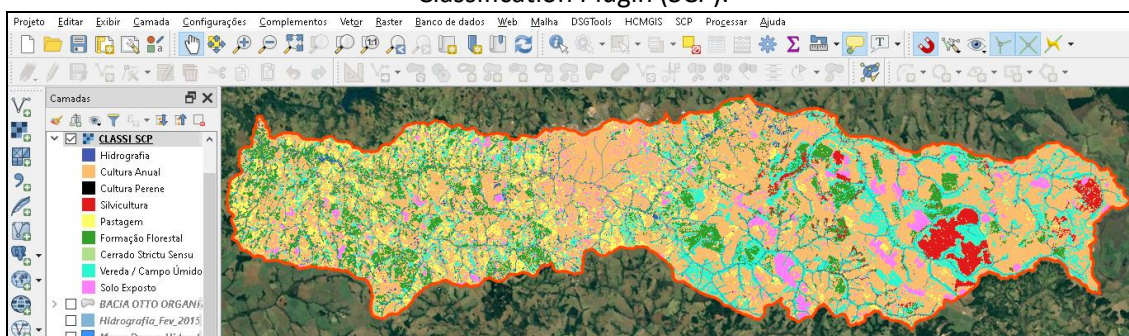 Classification Plugin (SCP).
Projeto Editar Exibir Camada Configurações Complementos Vetor Raster Banco de dados Web Malha DSGTools HCMGIS SCP Processar Ajuda
Camadas
CLASSI SCP
Hidrografia
Cultura Anual
Cultura Perene
Silvicultura
Pastagem
Formação Florestal
Cerrado Strictu Sensu
Vereda / Campo Úmido
Solo Exposto
BACIA OTTO ORGANI
Hidrografia_Fev_2015